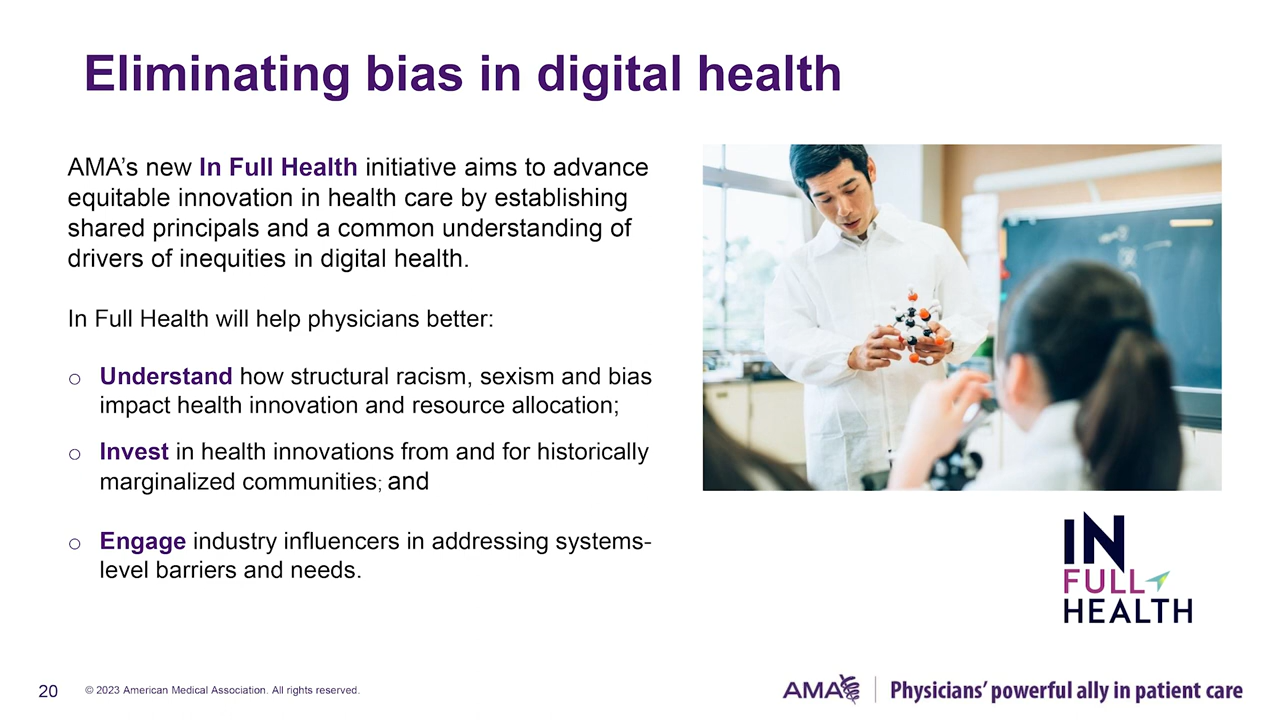 Eliminating bias in digital health
AMA’s new In Full Health initiative aims to advance
equitable innovation in health care by establishing
shared principals and a common understanding of
drivers of inequities in digital health.
In Full Health will help physicians better:
o Understand how structural racism, sexism and bias
impact health innovation and resource allocation;
o Invest in health innovations from and for historically
marginalized communities; and
o Engage industry influencers in addressing systems-
level barriers and needs.
IN
FULL
HEALTH
20
© 2023 American Medical Association. All rights reserved.
AMA
Physicians’ powerful ally in patient care